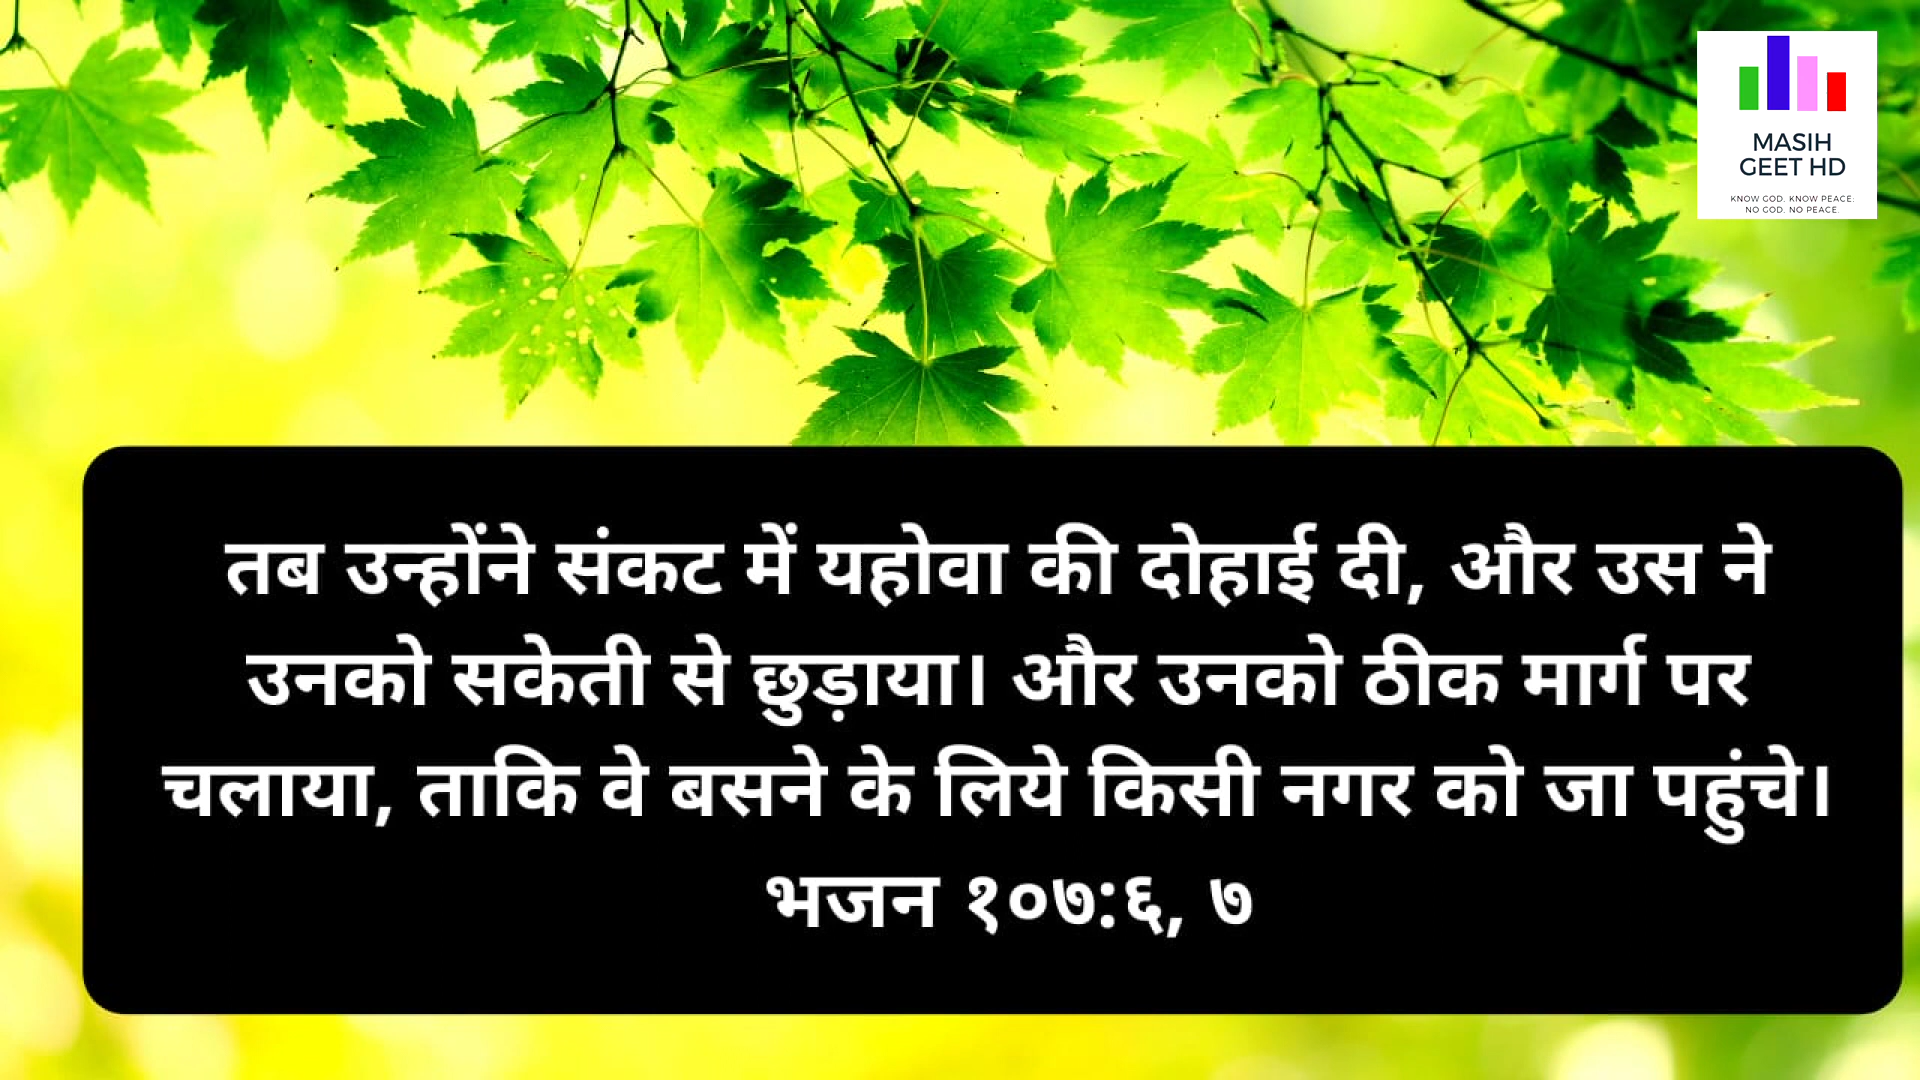 MASIH
GEET HD
KNOW GOD, KNOW PEACE:
NO GOD, NO PEACE.
तब उन्होंने संकट में यहोवा की दोहाई दी, और उस ने
उनको सकेती से छुड़ाया। और उनको ठीक मार्ग पर
चलाया, ताकि वे बसने के लिये किसी नगर को जा पहुंचे।
भजन १०७:६, ७